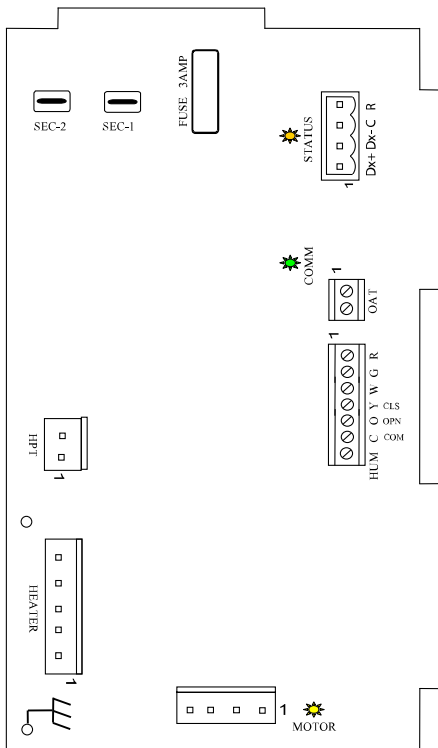 SEC-2
SEC-1
FUSE 3AMP
STATUS
Dx+ Dx- C R
1
COMM
1
OAT
1
HUM C O Y W G R
CLS
OPN
COM
HPT
1
HEATER
1
1
MOTOR